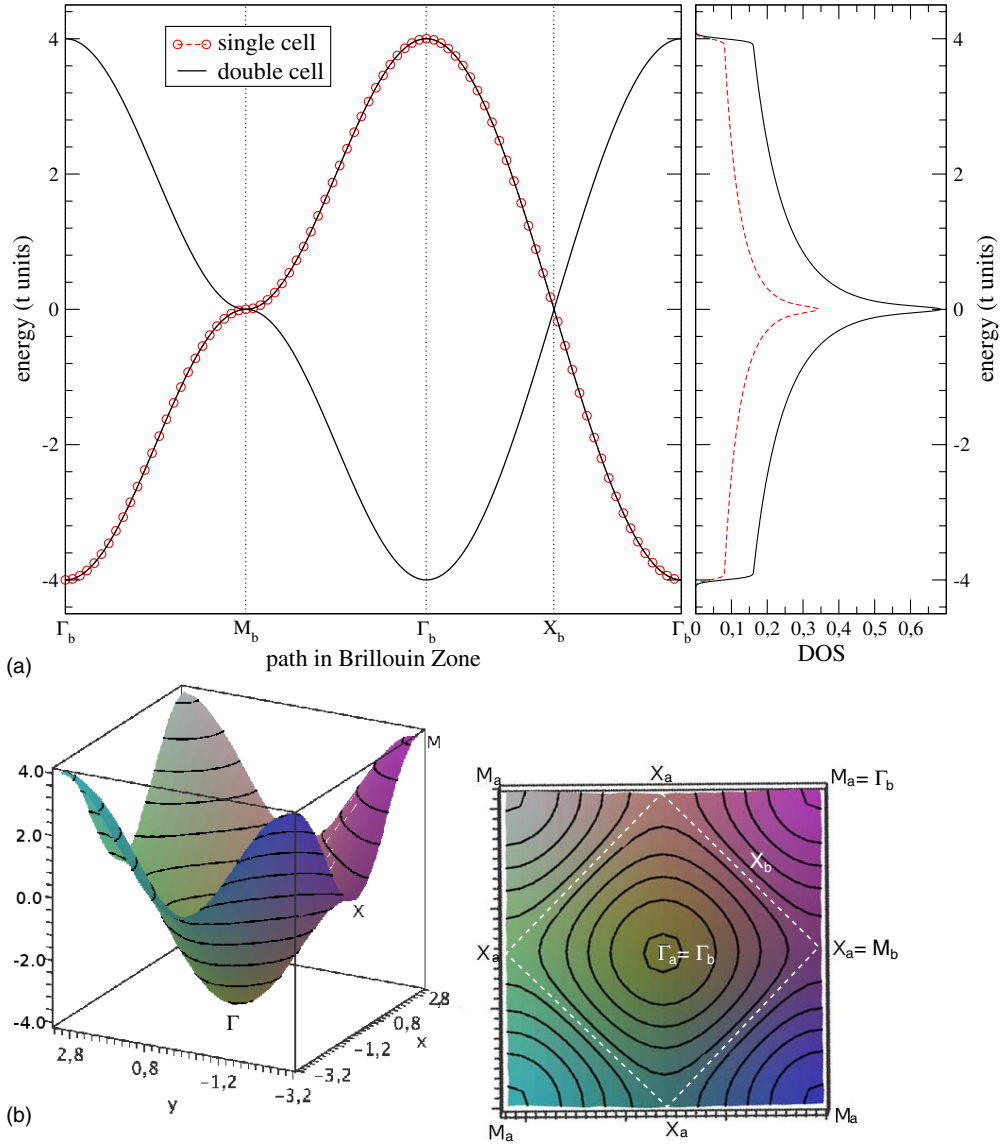 single cell
double cell
4
2
0
-2
-4
energy (t units)
Γb
Mb
Γb
Xb
Γb
path in Brillouin Zone
0
0,1
0,2
0,3
0,4
0,5
0,6
DOS
4
2
0
-2
-4
energy (t units)
(a)
4.0
2.0
0.0
-2.0
-4.0
M
X
Γ
2,8
0,8
-1,2
-3,2
y
2,8
0,8
-1,2
-3,2
x
(b)
Ma
Xa
Ma= Γb
Xb
Xa
Γa= Γb
Xa= Mb
Ma
Xa
Ma